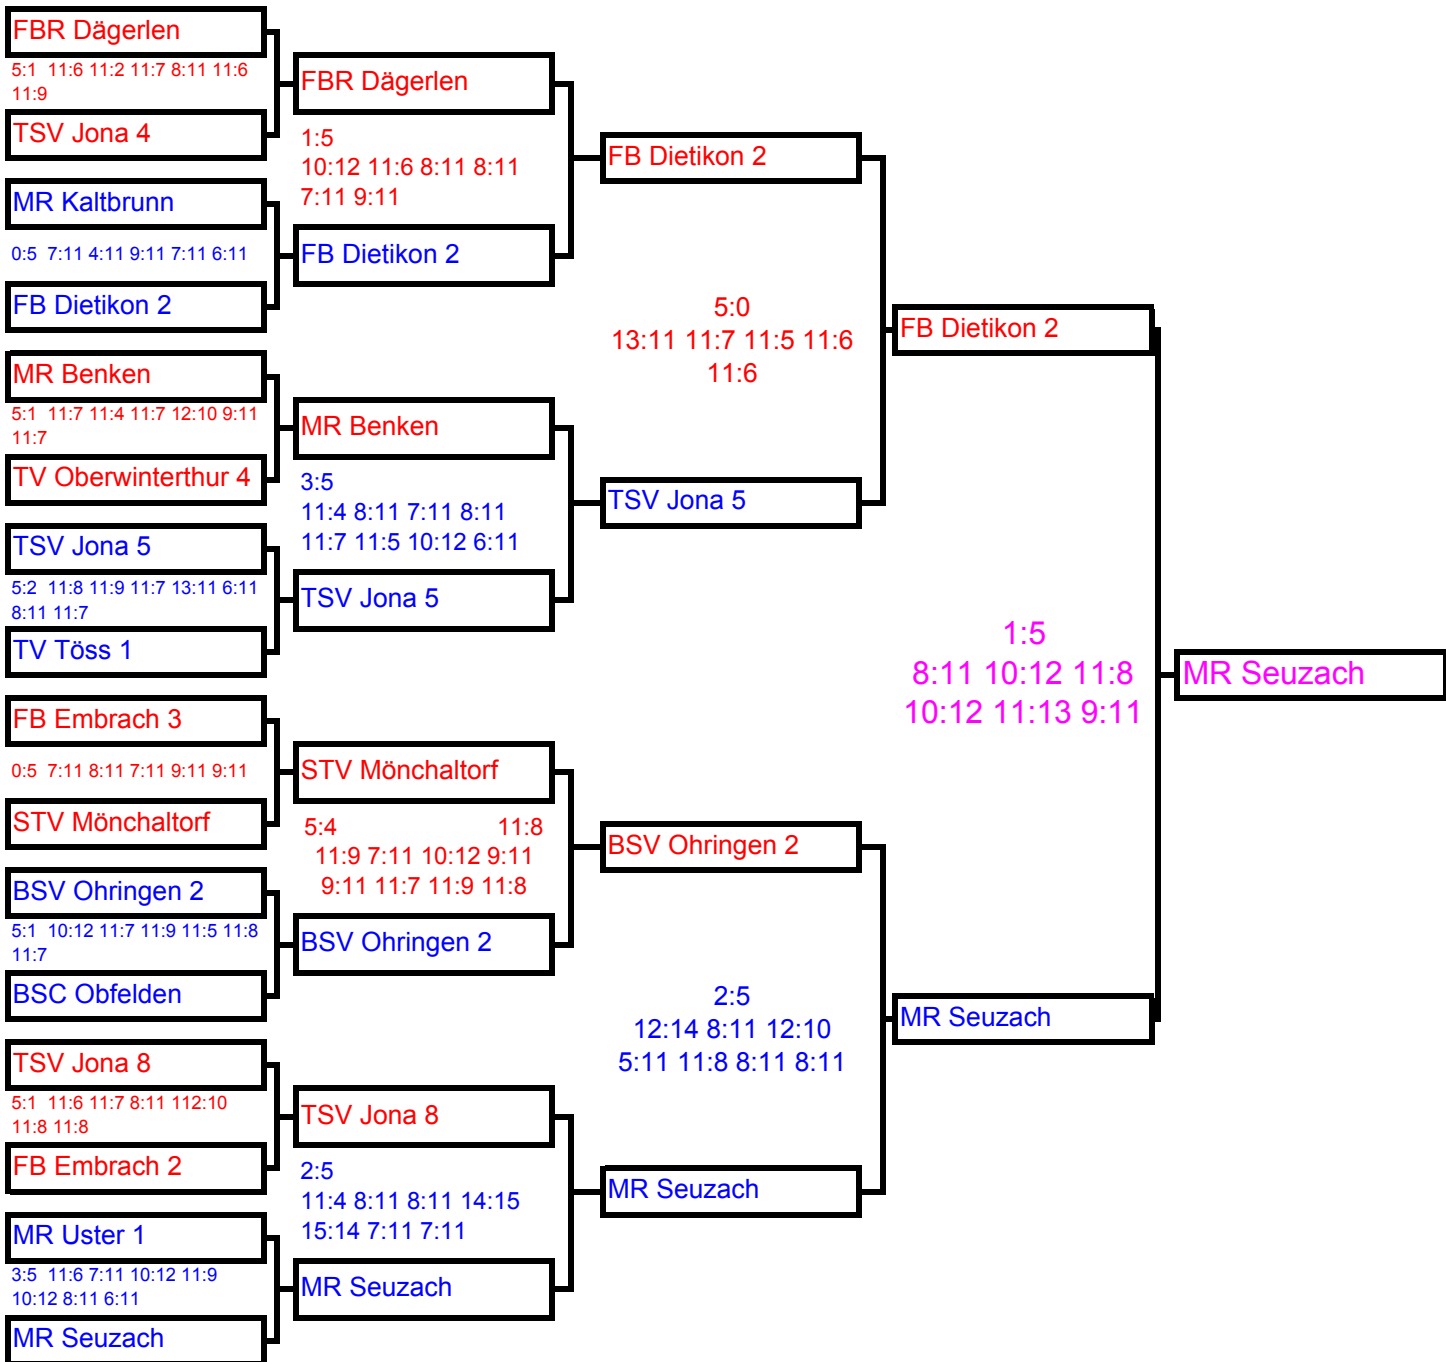 FBR Dägerlen
5:1 11:6 11:2 11:7 8:11 11:6
11:9
TSV Jona 4
MR Kaltbrunn
0:5 7:11 4:11 9:11 7:11 6:11
FB Dietikon 2
MR Benken
5:1 11:7 11:4 11:7 12:10 9:11
11:7
TV Oberwinterthur 4
TSV Jona 5
5:2 11:8 11:9 11:7 13:11 6:11
8:11 11:7
TV Töss 1
FB Embrach 3
0:5 7:11 8:11 7:11 9:11 9:11
STV Mönchaltorf
BSV Ohringen 2
5:1 10:12 11:7 11:9 11:5 11:8
11:7
BSC Obfelden
TSV Jona 8
5:1 11:6 11:7 8:11 112:10
11:8 11:8
FB Embrach 2
MR Uster 1
3:5 11:6 7:11 10:12 11:9
10:12 8:11 6:11
MR Seuzach
FBR Dägerlen
1:5
10:12 11:6 8:11 8:11
7:11 9:11
FB Dietikon 2
MR Benken
3:5
11:4 8:11 7:11 8:11
11:7 11:5 10:12 6:11
TSV Jona 5
STV Mönchaltorf
5:4 11:8
11:9 7:11 10:12 9:11
9:11 11:7 11:9 11:8
BSV Ohringen 2
TSV Jona 8
2:5
11:4 8:11 8:11 14:15
15:14 7:11 7:11
MR Seuzach
FB Dietikon 2
5:0
13:11 11:7 11:5 11:6
11:6
TSV Jona 5
BSV Ohringen 2
2:5
12:14 8:11 12:10
5:11 11:8 8:11 8:11
MR Seuzach
FB Dietikon 2
1:5
8:11 10:12 11:8
10:12 11:13 9:11
MR Seuzach
MR Seuzach